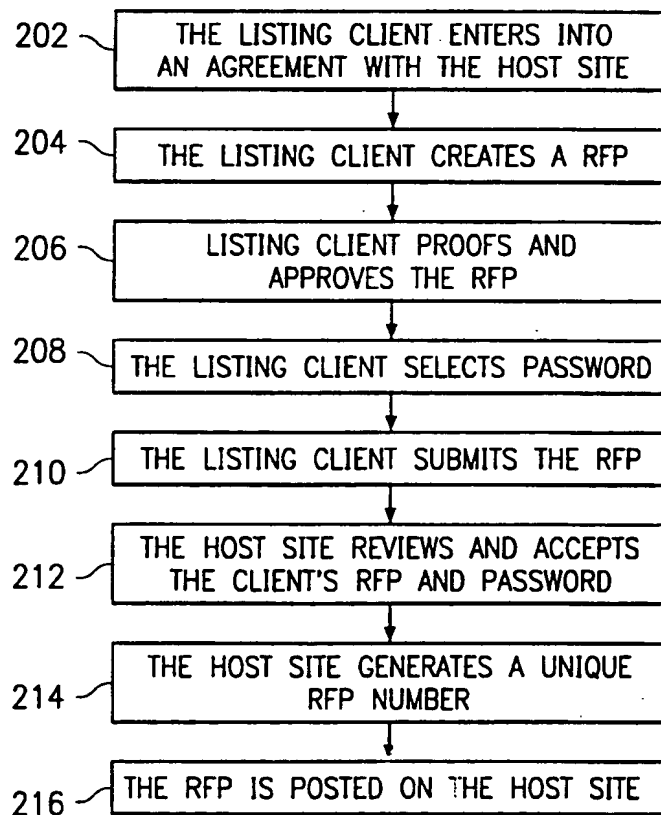 202
THE LISTING CLIENT ENTERS INTO
AN AGREEMENT WITH THE HOST SITE
204
THE LISTING CLIENT CREATES A RFP
206
LISTING CLIENT PROOFS AND
APPROVES THE RFP
208
THE LISTING CLIENT SELECTS PASSWORD
210
THE LISTING CLIENT SUBMITS THE RFP
212
THE HOST SITE REVIEWS AND ACCEPTS
THE CLIENT'S RFP AND PASSWORD
214
THE HOST SITE GENERATES A UNIQUE
RFP NUMBER
216
THE RFP IS POSTED ON THE HOST SITE